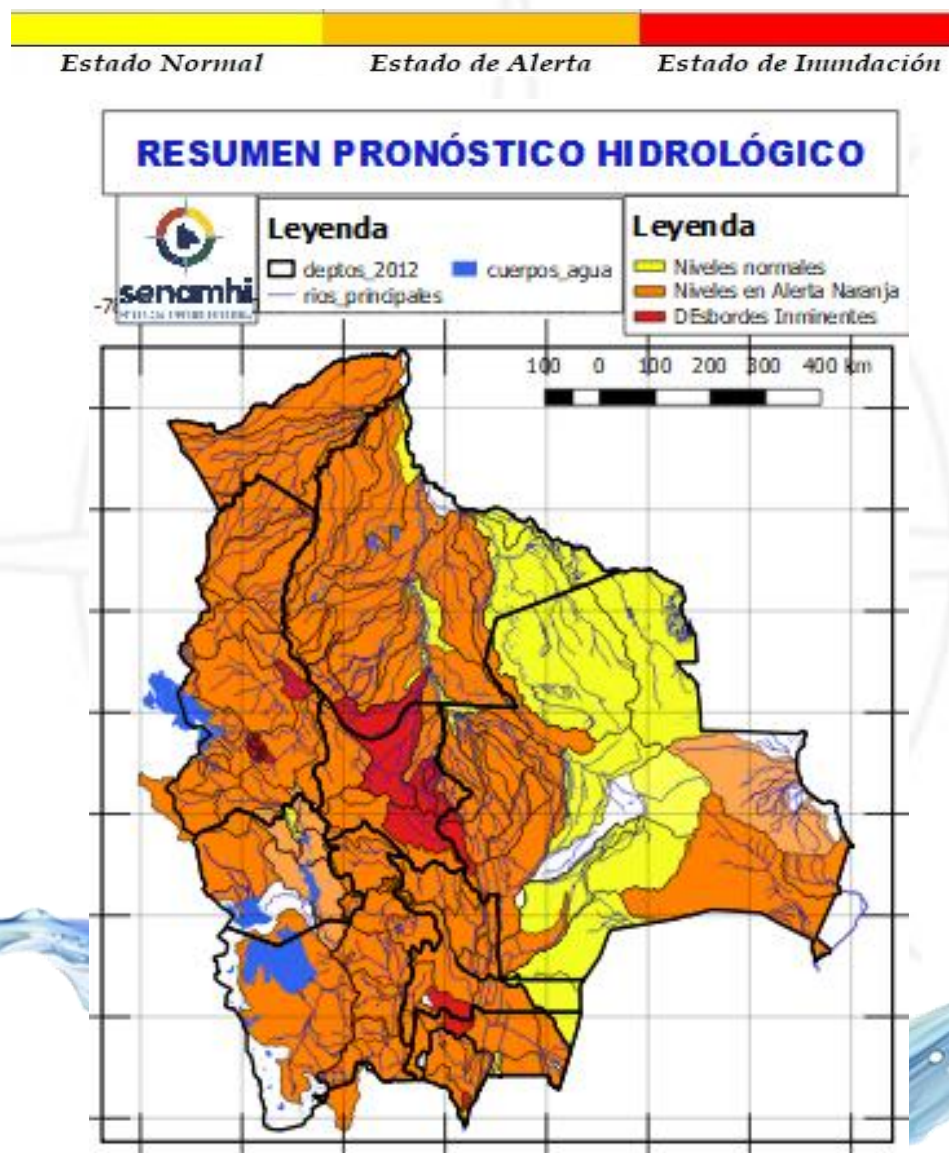 Estado Normal Estado de Alerta Estado de Inundación
RESUMEN PRONÓSTICO HIDROLÓGICO
senamhi
Leyenda
deptos_2012 cuerpos_agua
rios_principales
Leyenda
Niveles normales
Niveles en Alerta Naranja
DEsbordes Inminentes
100 0 100 200 300 400 km